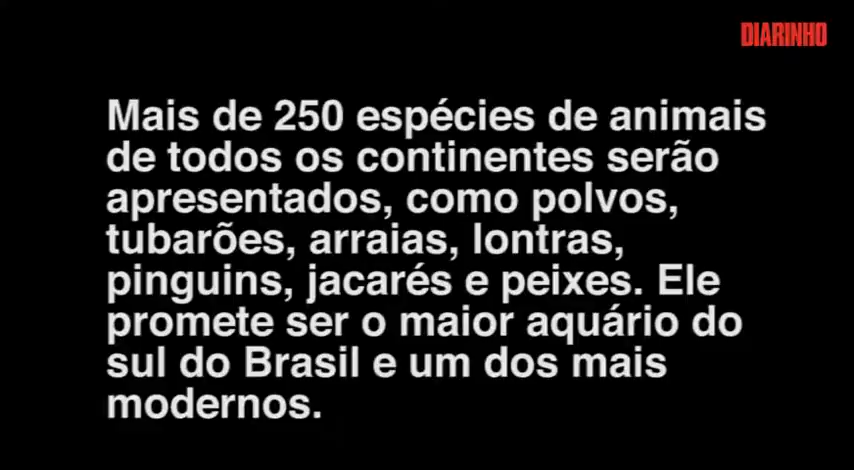 DIARINHO
Mais de 250 espécies de animais
de todos os continentes serão
apresentados, como polvos,
tubarões, arraias, lontras,
pinguins, jacarés e peixes. Ele
promete ser o maior aquário do
sul do Brasil e um dos mais
modernos.